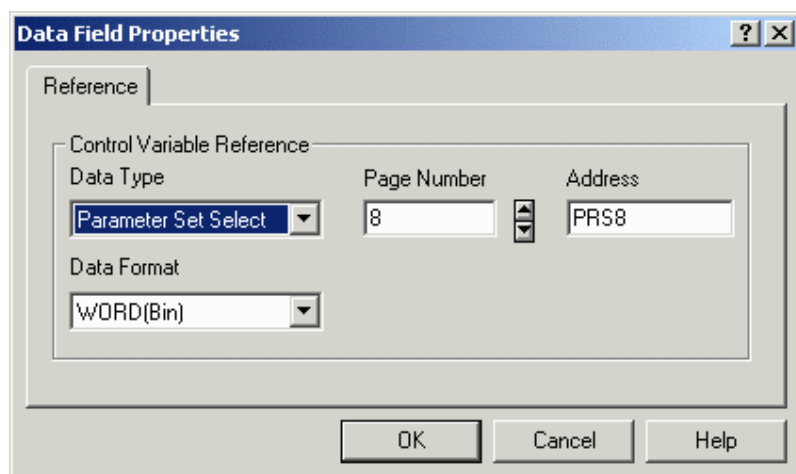 Data Field Properties
Reference
Control Variable Reference
Data Type Page Number Address
Parameter Set Select 8 PRS8
Data Format
WORD(Bin)
OK Cancel Help